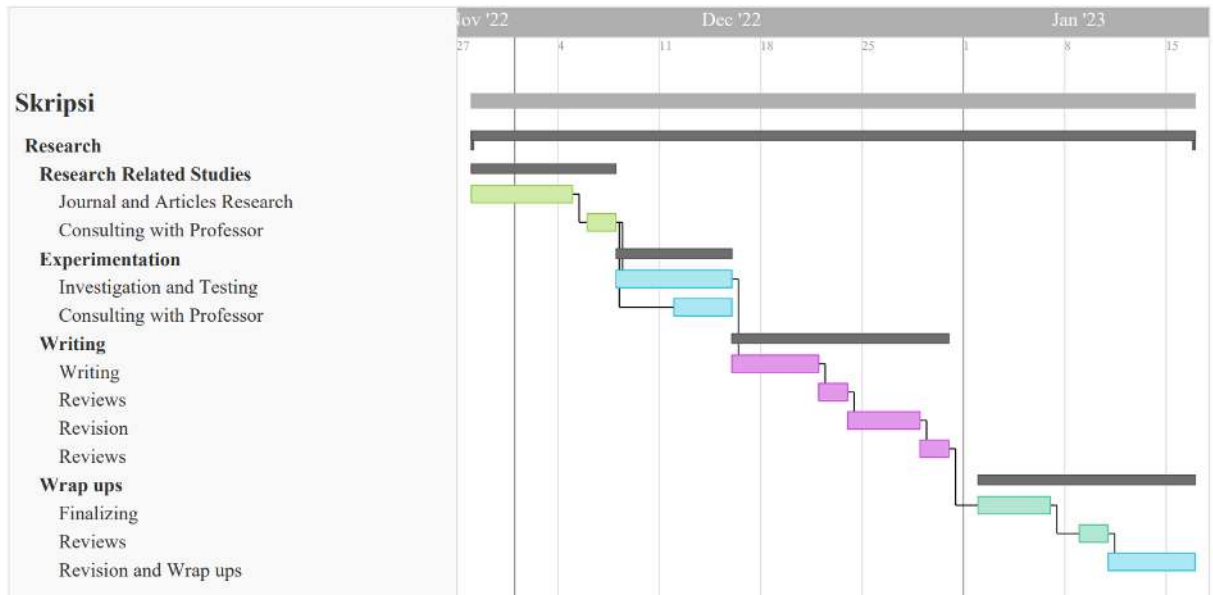 Nov '22 Dec '22 Jan '23
27 4 11 18 25 1 8 15
Skripsi
Research
Research Related Studies
Journal and Articles Research
Consulting with Professor
Experimentation
Investigation and Testing
Consulting with Professor
Writing
Writing
Reviews
Revision
Reviews
Wrap ups
Finalizing
Reviews
Revision and Wrap ups